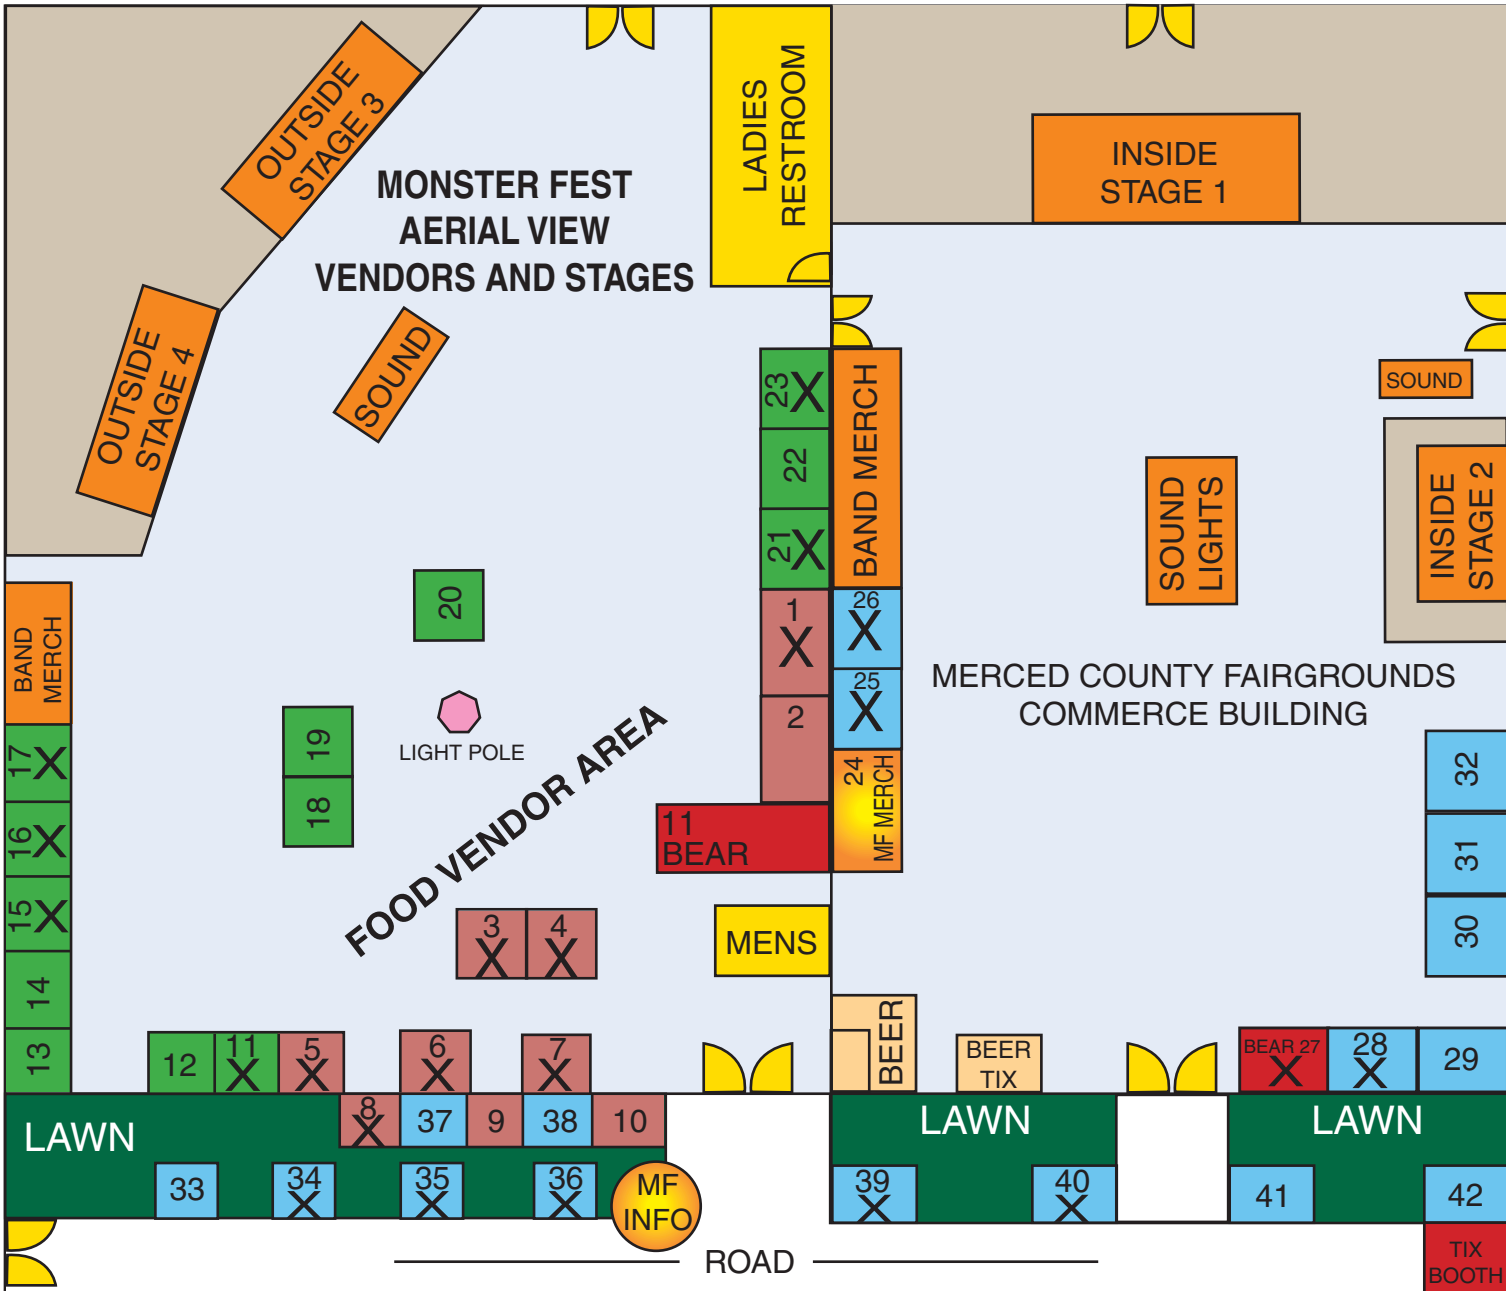 OUTSIDE
STAGE 3
LADIES
RESTROOM
INSIDE
STAGE 1
MONSTER FEST
AERIAL VIEW
VENDORS AND STAGES
OUTSIDE
STAGE 4
SOUND
23 X
22
21 X
BAND MERCH
SOUND
SOUND
LIGHTS
INSIDE
STAGE 2
20
BAND
MERCH
1
X
2
26
X
25
X
24
MF MERCH
MERCED COUNTY FAIRGROUNDS
COMMERCE BUILDING
LIGHT POLE
19
18
FOOD VENDOR AREA
17 X
16 X
15 X
14
13
11
BEAR
32
31
30
3
X
4
X
MENS
12
11
X
5
X
6
X
7
X
BEER
BEER
TIX
BEAR 27
X
28
X
29
LAWN
8
X
37
9
38
10
LAWN
LAWN
33
34
X
35
X
36
X
MF
INFO
39
X
40
X
41
42
ROAD
TIX
BOOTH